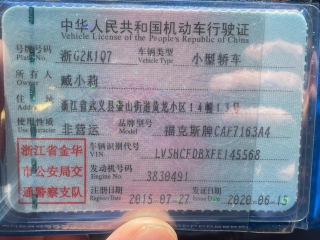 中华人民共和国机动车行驶证
Vehicle License of the People's Republic of China
号牌号码 浙G2K1Q7 车辆类型 小型轿车
Plate No. Vehicle Type
所有人 戴小莉
Owner
住址 浙江省武义县壶山街道黄龙小区14幢13号
Address
使用性质 非营运 品牌型号 福克斯牌CAF7163A4
Use Character Model
浙江省金华市公安局交通警察支队
车辆识别代号 LVSHCFDBXFE145568
VIN
发动机号码 3830491
Engine No.
注册日期 2015-07-27 发证日期 2020-06-15
Register Date Issue Date